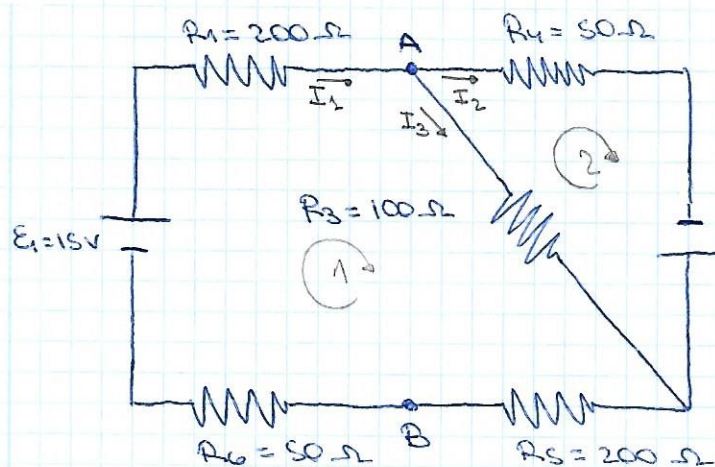 R1 = 200 Ω
A
R4 = 50 Ω
I1
I2
I3
2
R3 = 100 Ω
ε1 = 15V
1
R6 = 50 Ω
B
R5 = 200 Ω